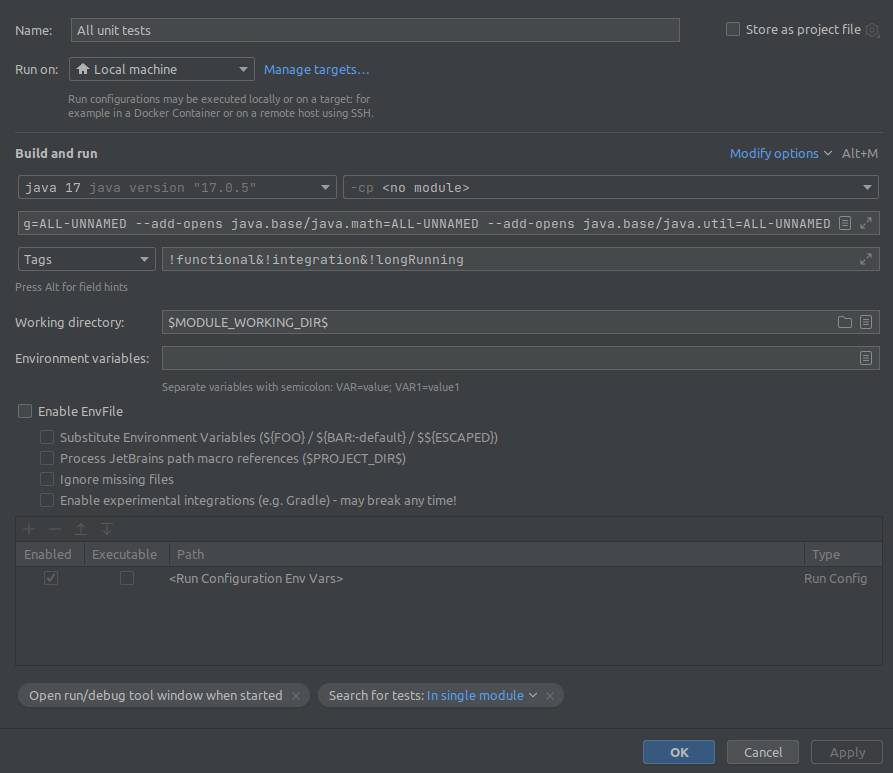 Name: All unit tests Store as project file
Run on: Local machine Manage targets...
Run configurations may be executed locally or on a target: for
example in a Docker Container or on a remote host using SSH.
Build and run Modify options Alt+M
java 17 java version "17.0.5" -cp <no module>
g=ALL-UNNAMED --add-opens java.base/java.math=ALL-UNNAMED --add-opens java.base/java.util=ALL-UNNAMED
Tags !functional&!integration&!longRunning
Press Alt for field hints
Working directory: $MODULE_WORKING_DIR$
Environment variables:
Separate variables with semicolon: VAR=value; VAR1=value1
Enable EnvFile
Substitute Environment Variables (${FOO} / ${BAR:-default} / $${ESCAPED})
Process JetBrains path macro references ($PROJECT_DIR$)
Ignore missing files
Enable experimental integrations (e.g. Gradle) - may break any time!
Enabled Executable Path Type
<Run Configuration Env Vars> Run Config
Open run/debug tool window when started × Search for tests: In single module ×
OK Cancel Apply